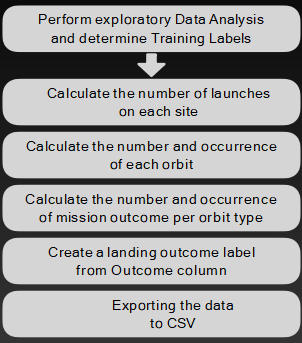 Perform exploratory Data Analysis
and determine Training Labels
Calculate the number of launches
on each site
Calculate the number and occurrence
of each orbit
Calculate the number and occurrence
of mission outcome per orbit type
Create a landing outcome label
from Outcome column
Exporting the data
to CSV